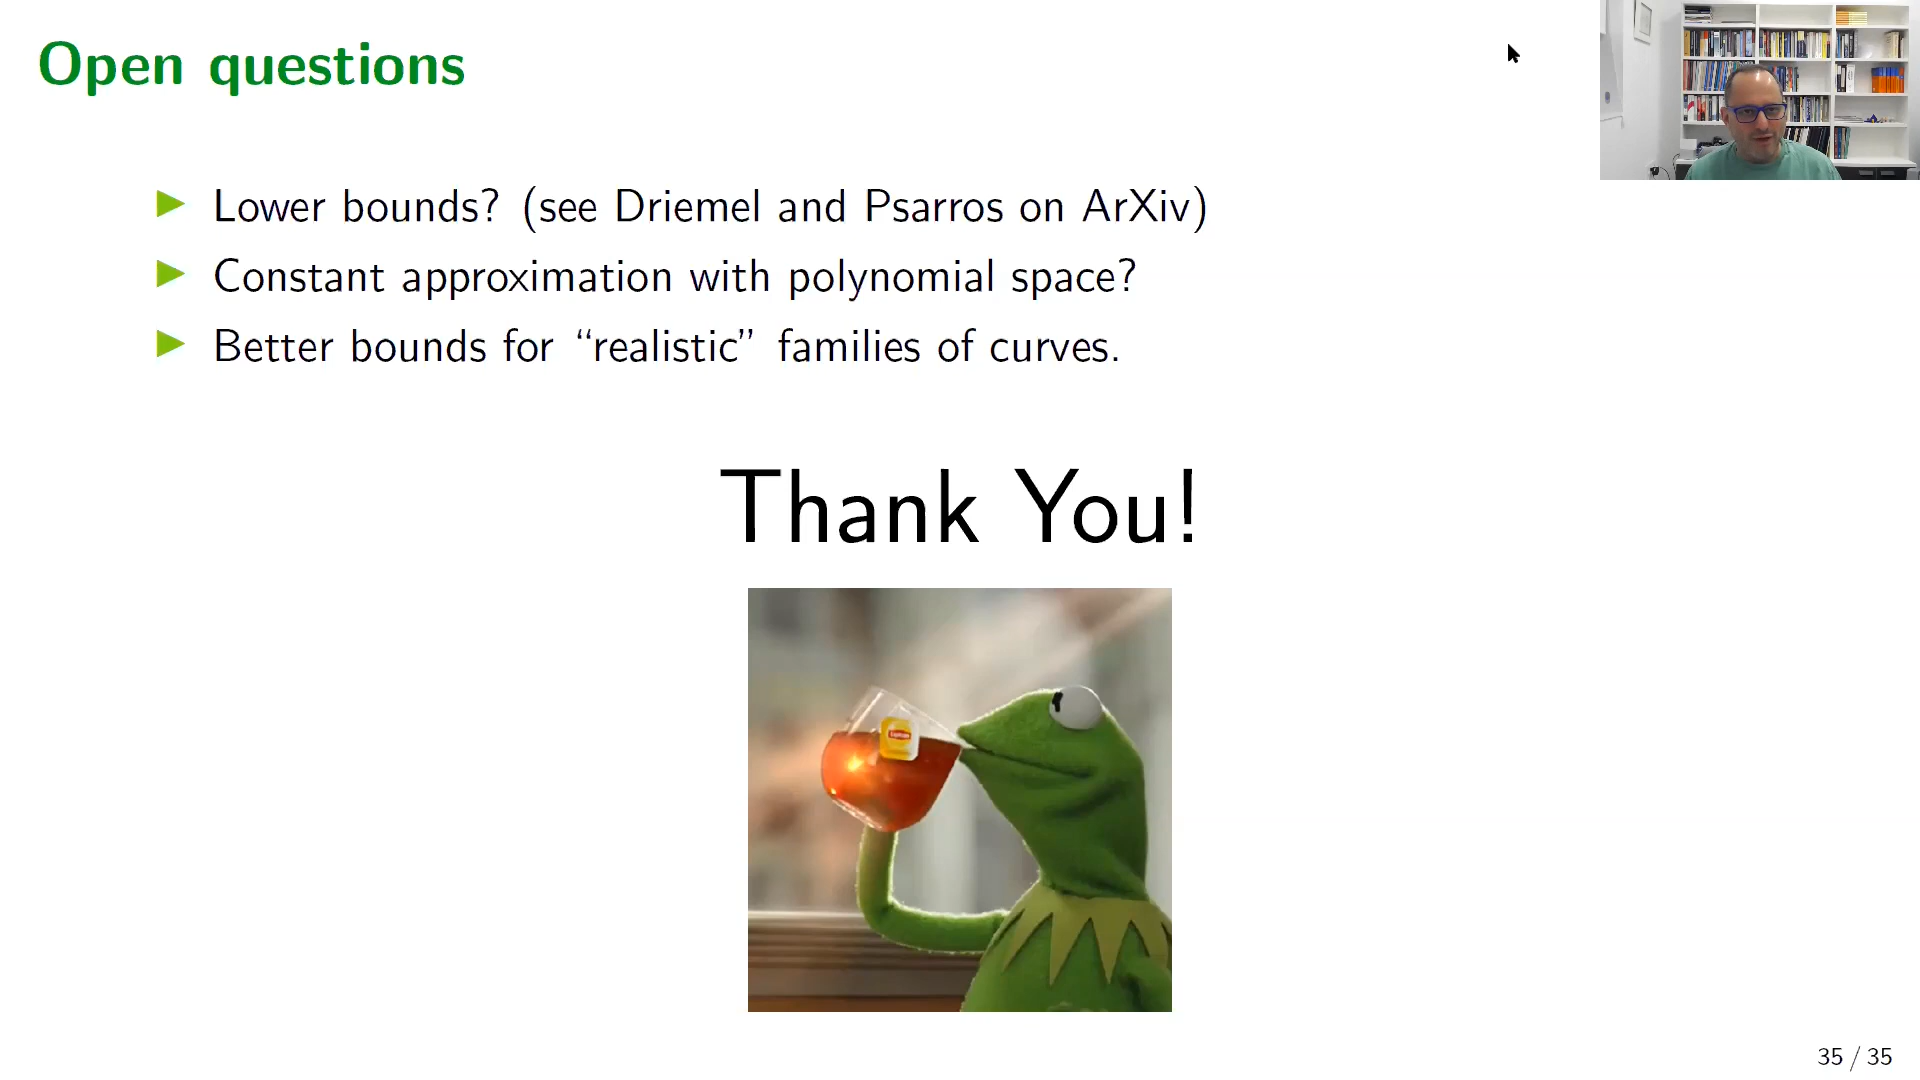 Open questions
Lower bounds? (see Driemel and Psarros on ArXiv)
Constant approximation with polynomial space?
Better bounds for “realistic” families of curves.
Thank You!
Lipton
35 / 35